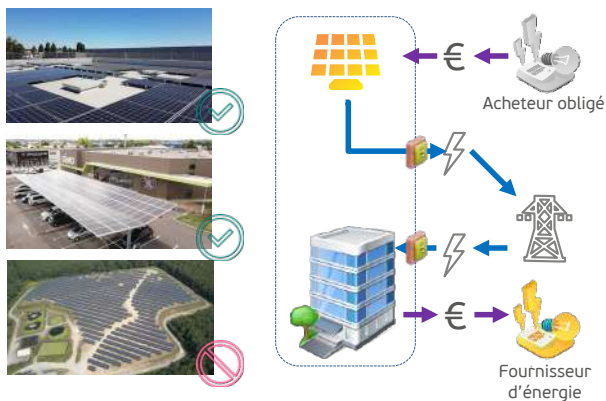 €
Acheteur obligé
€
Fournisseur
d'énergie